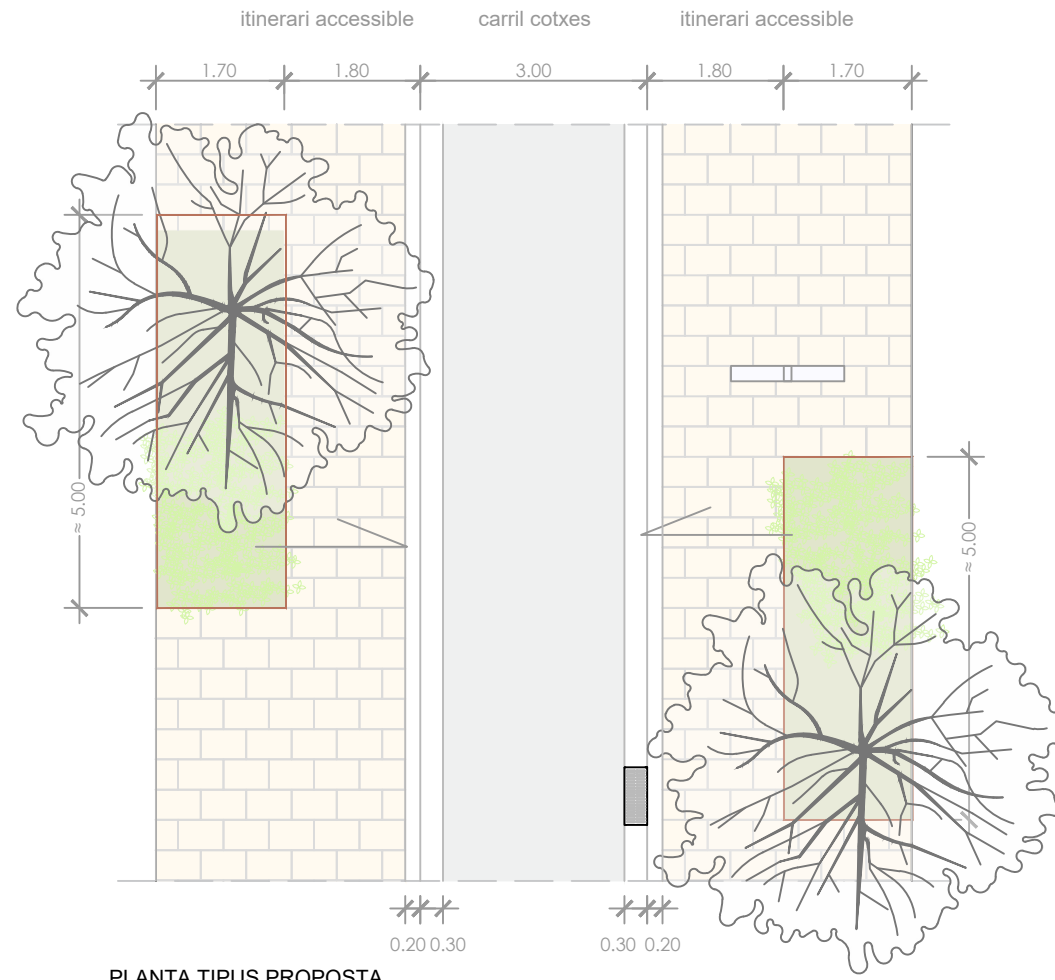 itinerari accessible carril cotxes itinerari accessible
1.70 1.80 3.00 1.80 1.70
≈ 5.00
≈ 5.00
0.20 0.30 0.30 0.20
PLANTA TIPUS PROPOSTA